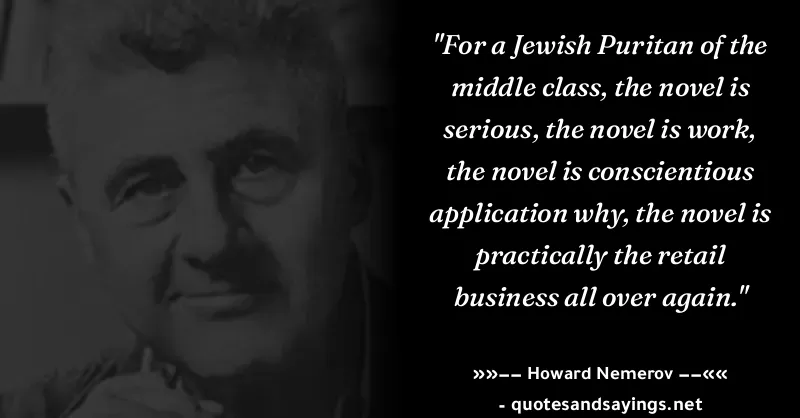 "For a Jewish Puritan of the
middle class, the novel is
serious, the novel is work,
the novel is conscientious
application why, the novel is
practically the retail
business all over again."
»»–– Howard Nemerov ––««
- quotesandsayings.net